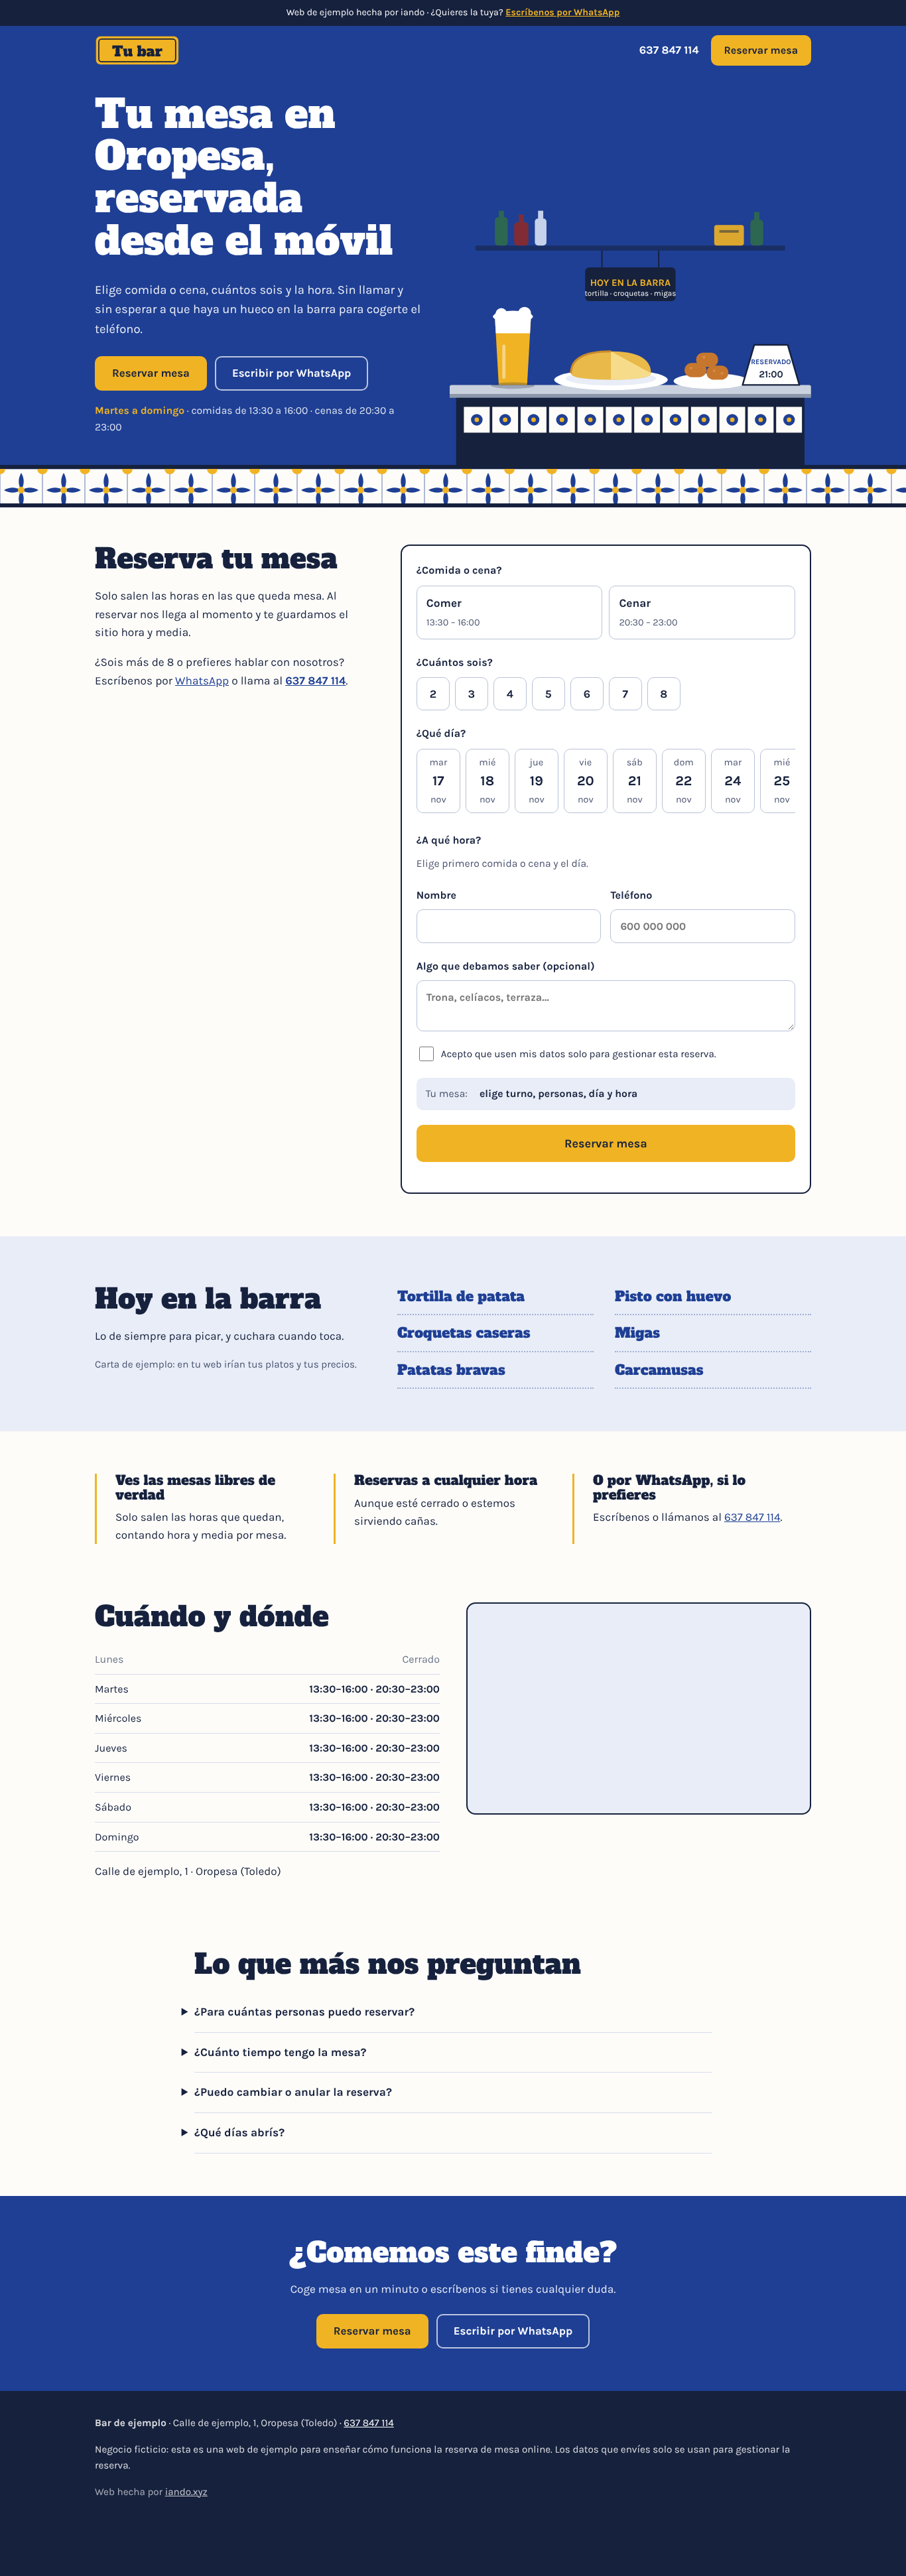 Web de ejemplo hecha por iando · ¿Quieres la tuya? Escríbenos por WhatsApp
Tu bar
637 847 114
Reservar mesa
Tu mesa en
Oropesa,
reservada
desde el móvil
Elige comida o cena, cuántos sois y la hora. Sin llamar y
sin esperar a que haya un hueco en la barra para cogerte el
teléfono.
Reservar mesa
Escribir por WhatsApp
Martes a domingo · comidas de 13:30 a 16:00 · cenas de 20:30 a
23:00
HOY EN LA BARRA
tortilla · croquetas · migas
RESERVADO
21:00
Reserva tu mesa
Solo salen las horas en las que queda mesa. Al
reservar nos llega al momento y te guardamos el
sitio hora y media.
¿Sois más de 8 o prefieres hablar con nosotros?
Escríbenos por WhatsApp o llama al 637 847 114.
¿Comida o cena?
Comer
13:30 – 16:00
Cenar
20:30 – 23:00
¿Cuántos sois?
2 3 4 5 6 7 8
¿Qué día?
mar mié jue vie sáb dom mar mié
17 18 19 20 21 22 24 25
nov nov nov nov nov nov nov nov
¿A qué hora?
Elige primero comida o cena y el día.
Nombre
Teléfono
600 000 000
Algo que debamos saber (opcional)
Trona, celíacos, terraza...
Acepto que usen mis datos solo para gestionar esta reserva.
Tu mesa: elige turno, personas, día y hora
Reservar mesa
Hoy en la barra
Lo de siempre para picar, y cuchara cuando toca.
Carta de ejemplo: en tu web irían tus platos y tus precios.
Tortilla de patata
Pisto con huevo
Croquetas caseras
Migas
Patatas bravas
Carcamusas
Ves las mesas libres de
verdad
Solo salen las horas que quedan,
contando hora y media por mesa.
Reservas a cualquier hora
Aunque esté cerrado o estemos
sirviendo cañas.
O por WhatsApp, si lo
prefieres
Escríbenos o llámanos al 637 847 114.
Cuándo y dónde
Lunes Cerrado
Martes 13:30–16:00 · 20:30–23:00
Miércoles 13:30–16:00 · 20:30–23:00
Jueves 13:30–16:00 · 20:30–23:00
Viernes 13:30–16:00 · 20:30–23:00
Sábado 13:30–16:00 · 20:30–23:00
Domingo 13:30–16:00 · 20:30–23:00
Calle de ejemplo, 1 · Oropesa (Toledo)
Lo que más nos preguntan
¿Para cuántas personas puedo reservar?
¿Cuánto tiempo tengo la mesa?
¿Puedo cambiar o anular la reserva?
¿Qué días abrís?
¿Comemos este finde?
Coge mesa en un minuto o escríbenos si tienes cualquier duda.
Reservar mesa
Escribir por WhatsApp
Bar de ejemplo · Calle de ejemplo, 1, Oropesa (Toledo) · 637 847 114
Negocio ficticio: esta es una web de ejemplo para enseñar cómo funciona la reserva de mesa online. Los datos que envíes solo se usan para gestionar la
reserva.
Web hecha por iando.xyz